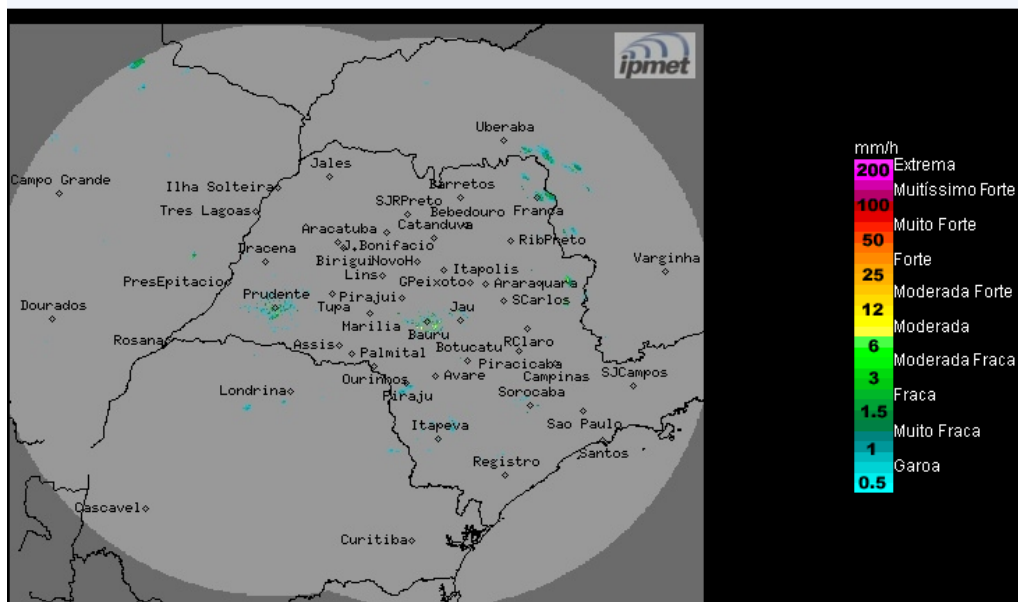 ipmet
Uberaba
Jales
Campo Grande
Ilha Solteira
Barretos
SJRPreto
Tres Lagoas
Bebedouro
Franca
Catanduva
Aracatuba
RibPreto
Dracena
J.Bonifacio
BiriguiNovoH
Itapolis
Varginha
Lins
PresEpitacio
GPeixoto
Araraquara
Prudente
Tupa
Pirajui
SCarlos
Dourados
Jau
Marilia
Bauru
Rosana
Assis
Botucatu
RClaro
Palmital
Piracicaba
SJCampos
Ourinhos
Avare
Campinas
Londrina
Piraju
Sorocaba
Itapeva
Sao Paulo
Santos
Registro
Cascavel
Curitiba
mm/h
200 Extrema
Muitíssimo Forte
100
Muito Forte
50
Forte
25
Moderada Forte
12
Moderada
6
Moderada Fraca
3
Fraca
1.5
Muito Fraca
1
Garoa
0.5